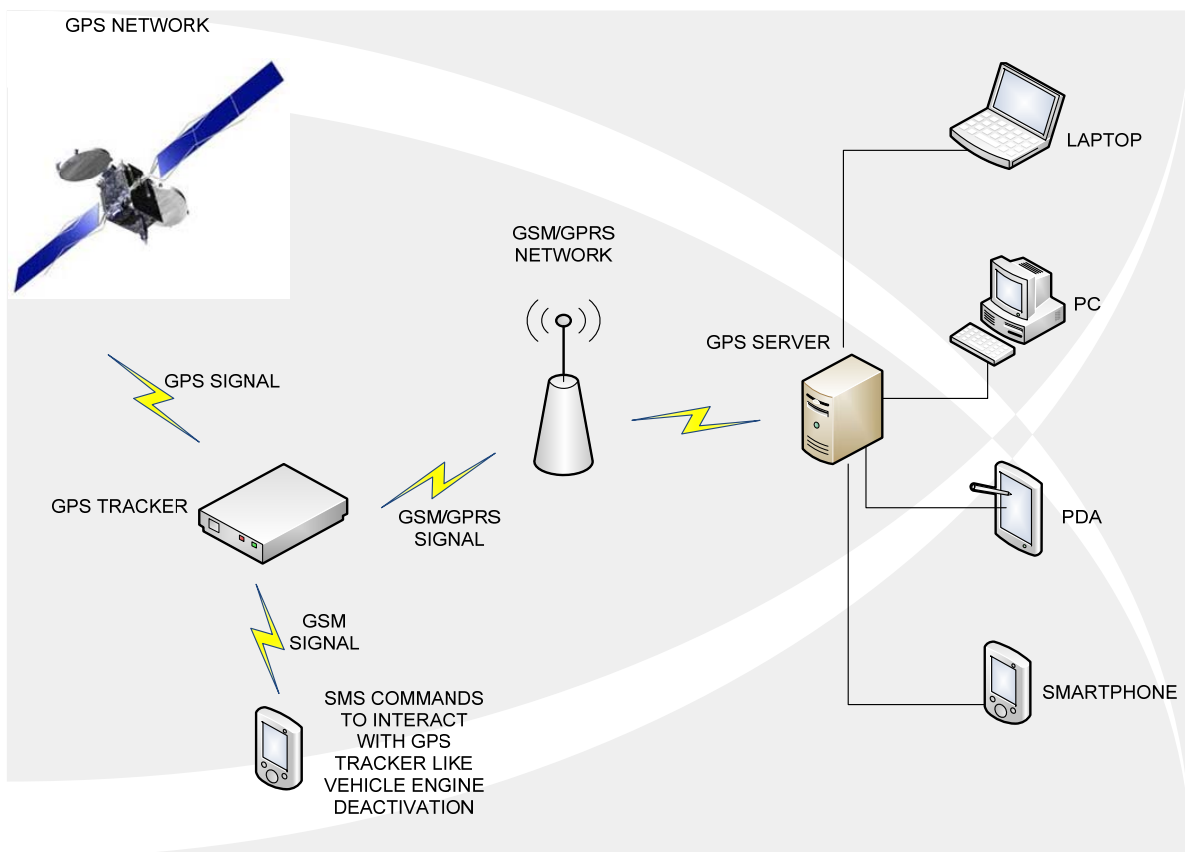 GPS NETWORK
LAPTOP
GSM/GPRS
NETWORK
PC
GPS SERVER
GPS SIGNAL
GPS TRACKER
GSM/GPRS
SIGNAL
PDA
GSM
SIGNAL
SMARTPHONE
SMS COMMANDS
TO INTERACT
WITH GPS
TRACKER LIKE
VEHICLE ENGINE
DEACTIVATION